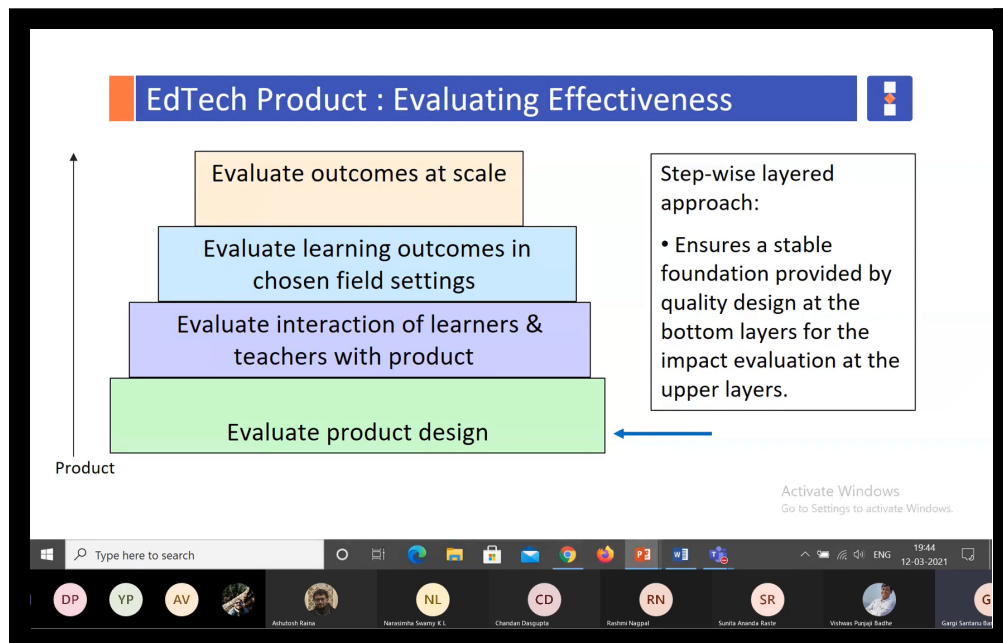 EdTech Product : Evaluating Effectiveness
Evaluate outcomes at scale
Evaluate learning outcomes in
chosen field settings
Evaluate interaction of learners &
teachers with product
Evaluate product design
Product
Step-wise layered
approach:
• Ensures a stable
foundation provided by
quality design at the
bottom layers for the
impact evaluation at the
upper layers.
Activate Windows
Go to Settings to activate Windows.
Type here to search
ENG
19:44
12-03-2021
DP
YP
AV
NL
CD
RN
SR
G
Ashutosh Raina
Narasimha Swamy K L
Chandan Dasgupta
Rashmi Nagpal
Sunita Ananda Raste
Vishwas Punjaji Badhe
Gargi Santanu Ba